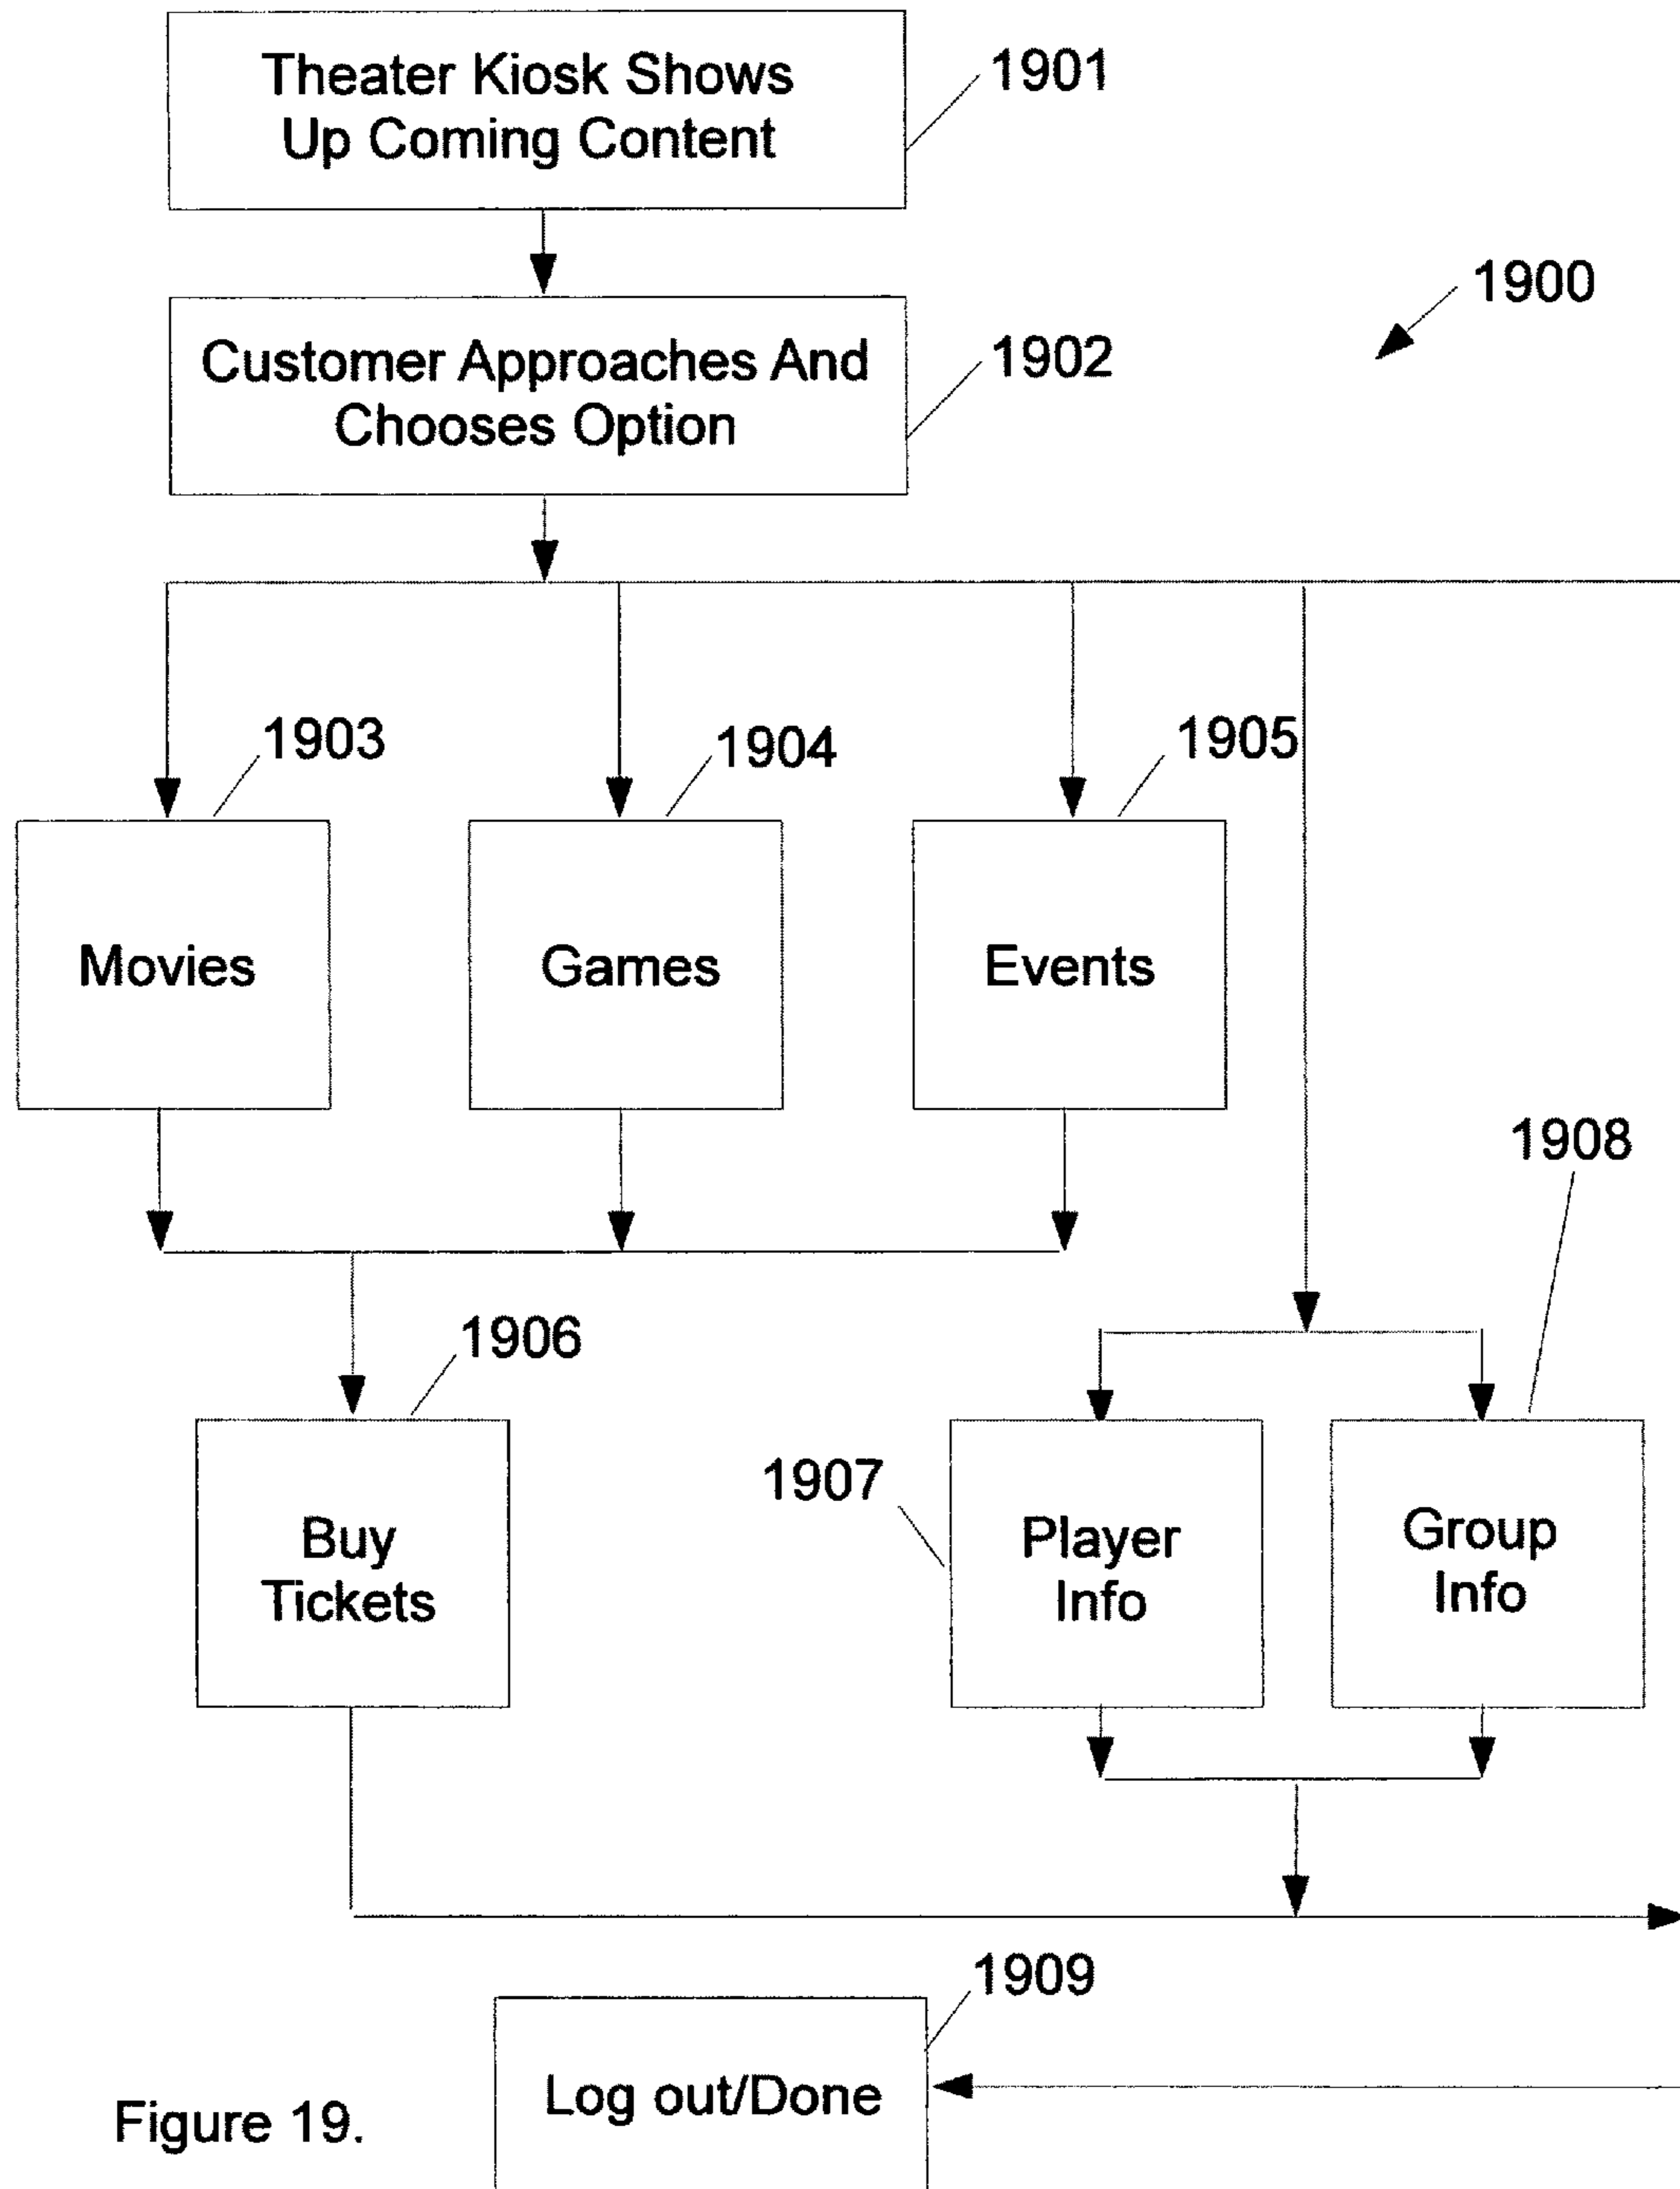 Theater Kiosk Shows
Up Coming Content
1901
1900
Customer Approaches And
Chooses Option
1902
1903
1904
1905
Movies
Games
Events
1908
1906
1907
Buy
Tickets
Player
Info
Group
Info
1909
Log out/Done
Figure 19.